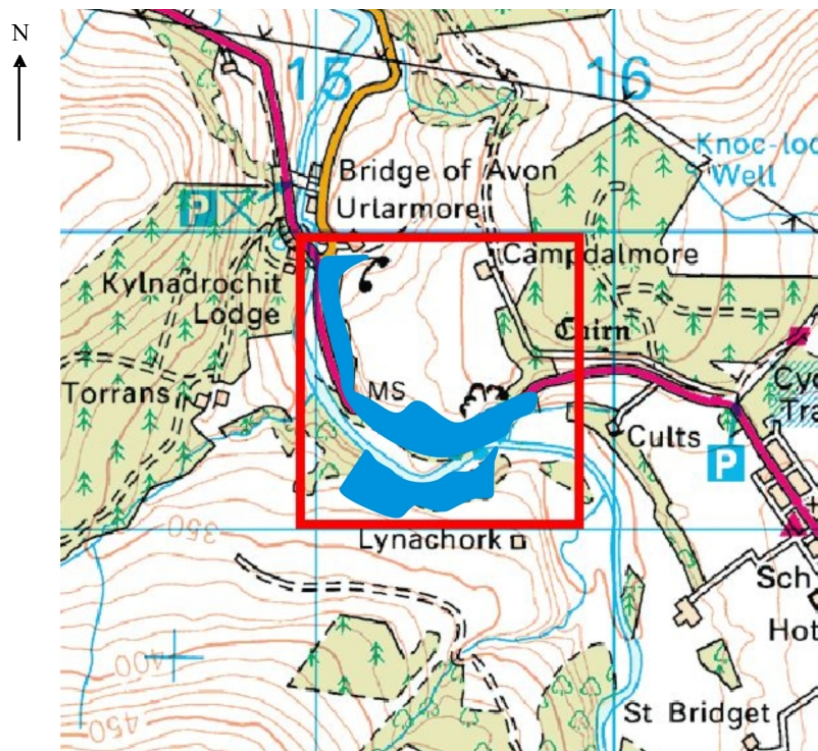 N
15
16
Knoc-loc
Well
Bridge of Avon
Urlarmore
P
Campdalmore
Kylnadrochit
Lodge
Cairn
Torrans
MS
Cults
P
350
Lynachork
Sch
Hot
400
450
St Bridget